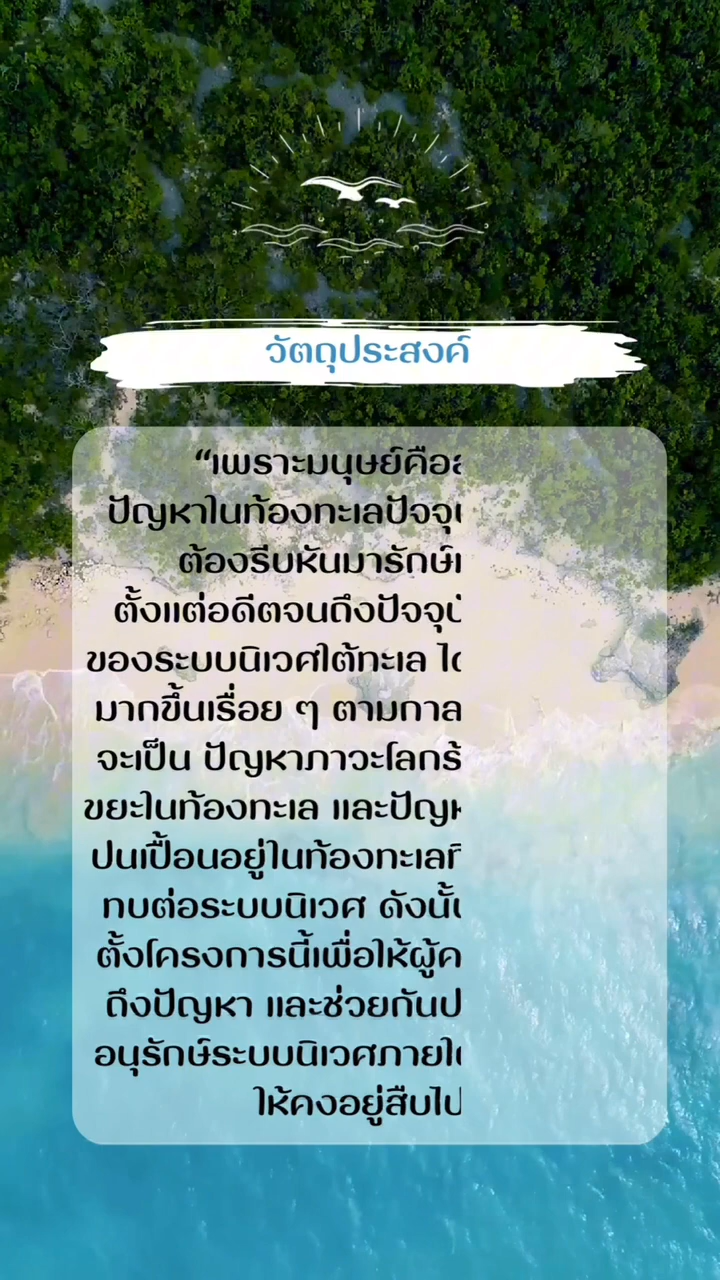 วัตถุประสงค์
“เพราะมนุษย์คือ
ปัญหาในท้องทะเลปัจจุ
ต้องรีบหันมารักษ์
ตั้งแต่อดีตจนถึงปัจจุ
ของระบบนิเวศใต้ทะเล ได
มากขึ้นเรื่อย ๆ ตามกาล
จะเป็น ปัญหาภาวะโลกร้
ขยะในท้องทะเล และปัญ
ปนเปื้อนอยู่ในท้องทะเล
ทบต่อระบบนิเวศ ดังนั้
ตั้งโครงการนี้เพื่อให้ผู้ค
ถึงปัญหา และช่วยกันป
อนุรักษ์ระบบนิเวศภายใ
ให้คงอยู่สืบไป